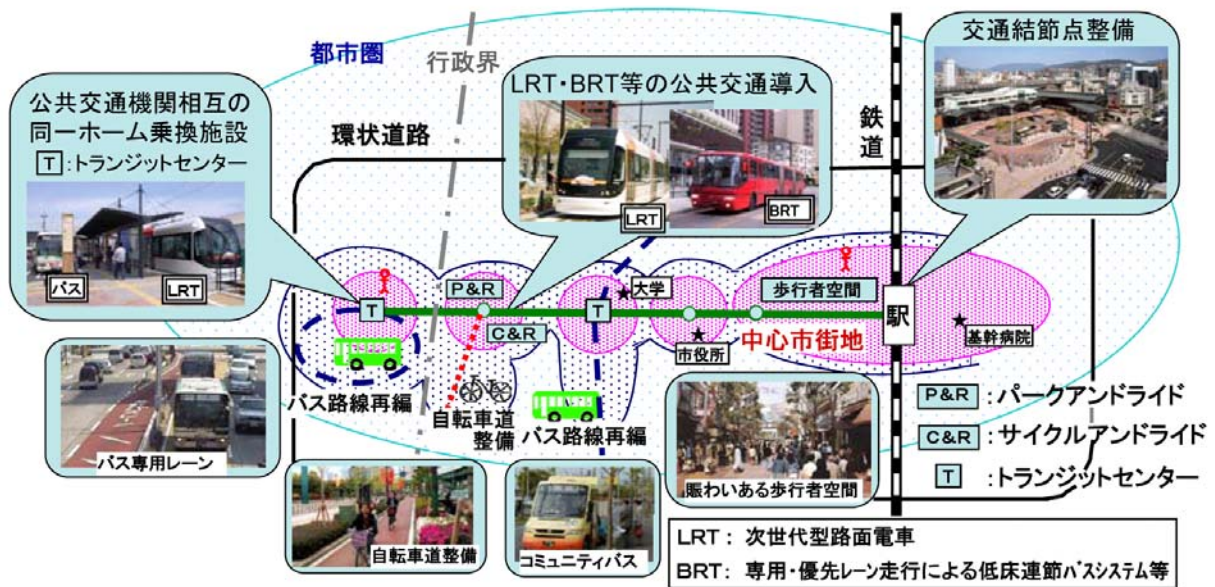 都市圏
行政界
環状道路
鉄道
公共交通機関相互の
同一ホーム乗換施設
T:トランジットセンター
バス
LRT
LRT・BRT等の公共交通導入
LRT
BRT
交通結節点整備
T
P&R
C&R
T
大学
市役所
歩行者空間
中心市街地
駅
基幹病院
バス路線再編
自転車道
整備
バス路線再編
バス専用レーン
自転車道整備
コミュニティバス
賑わいある歩行者空間
P&R:パークアンドライド
C&R:サイクルアンドライド
T:トランジットセンター
LRT: 次世代型路面電車
BRT: 専用・優先レーン走行による低床連節バスシステム等